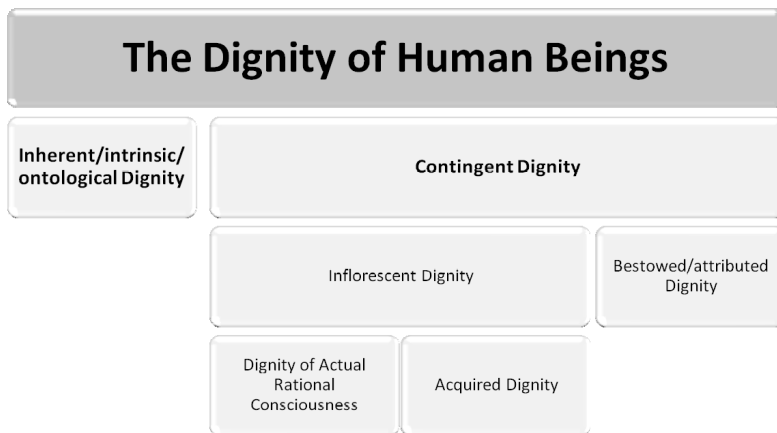 The Dignity of Human Beings
Inherent/intrinsic/
ontological Dignity
Contingent Dignity
Inflorescent Dignity
Bestowed/attributed
Dignity
Dignity of Actual
Rational
Consciousness
Acquired Dignity